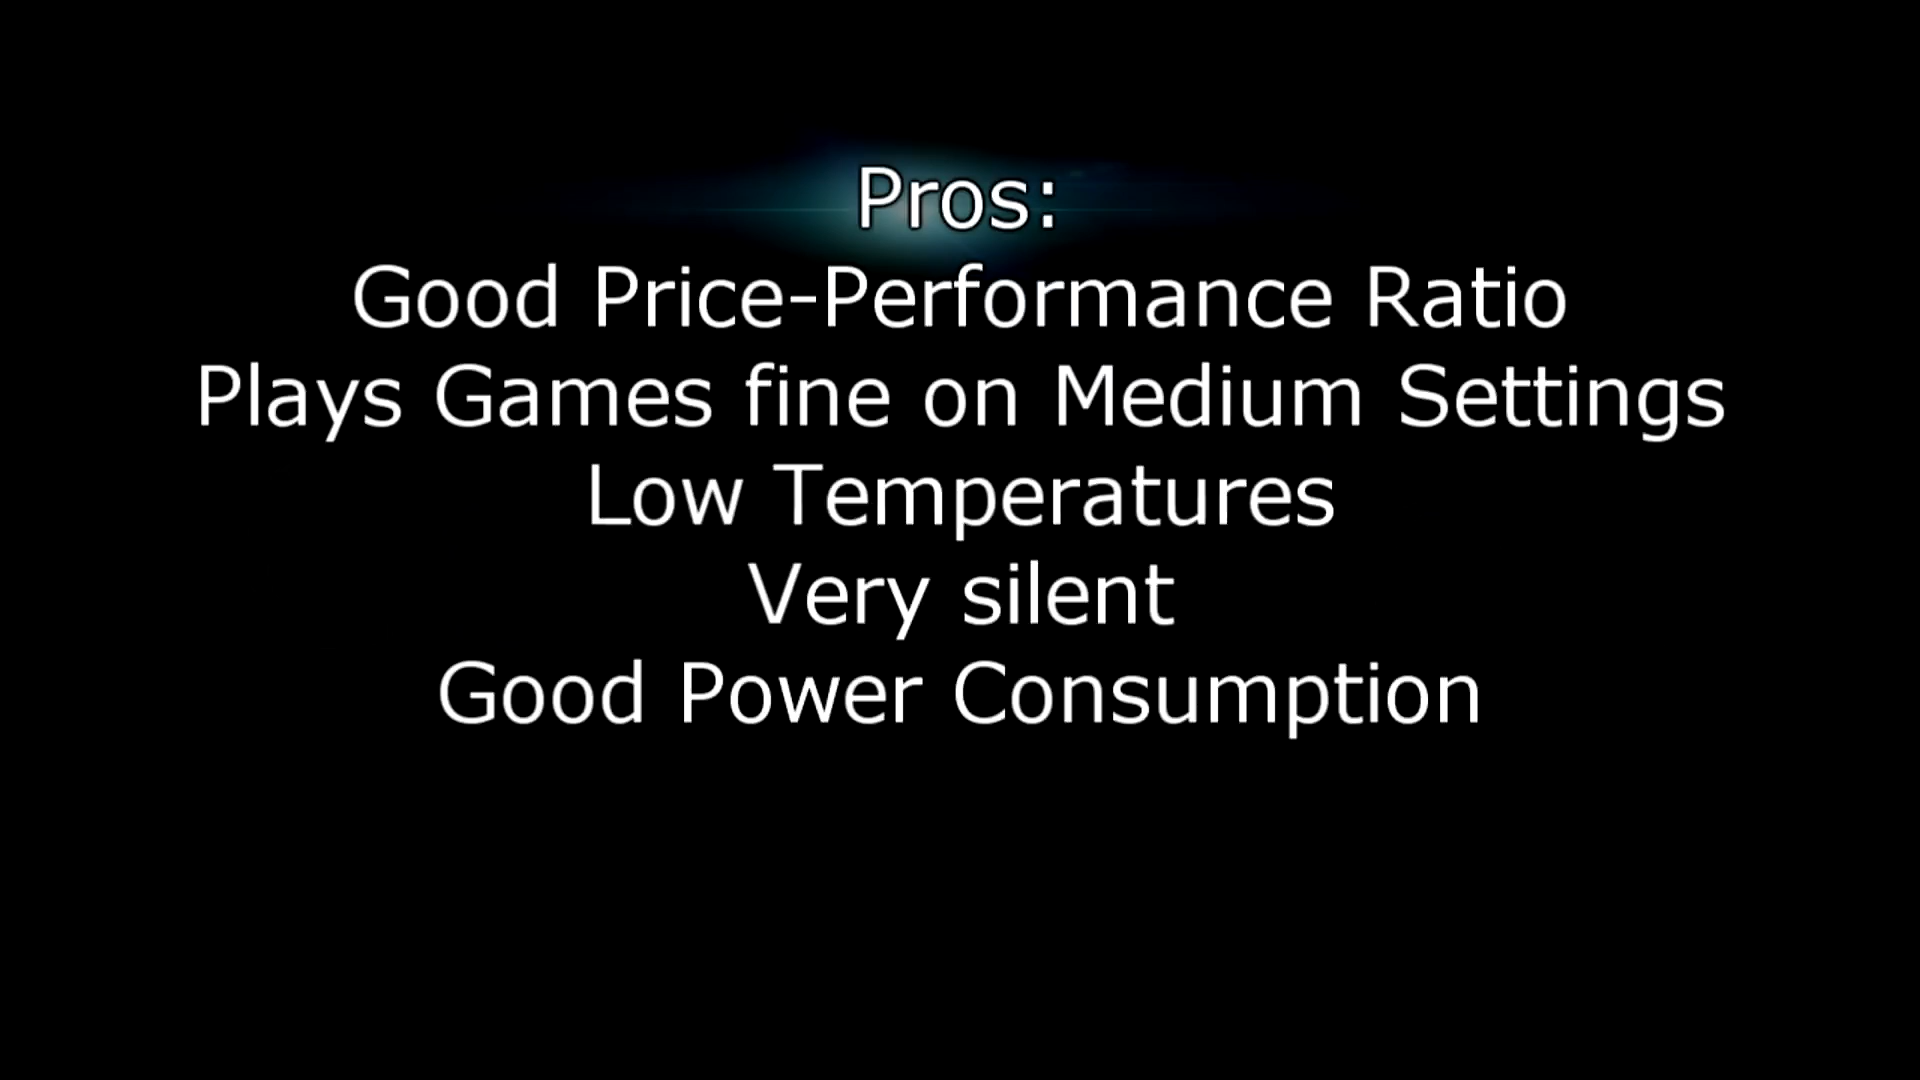 Pros:
Good Price-Performance Ratio
Plays Games fine on Medium Settings
Low Temperatures
Very silent
Good Power Consumption